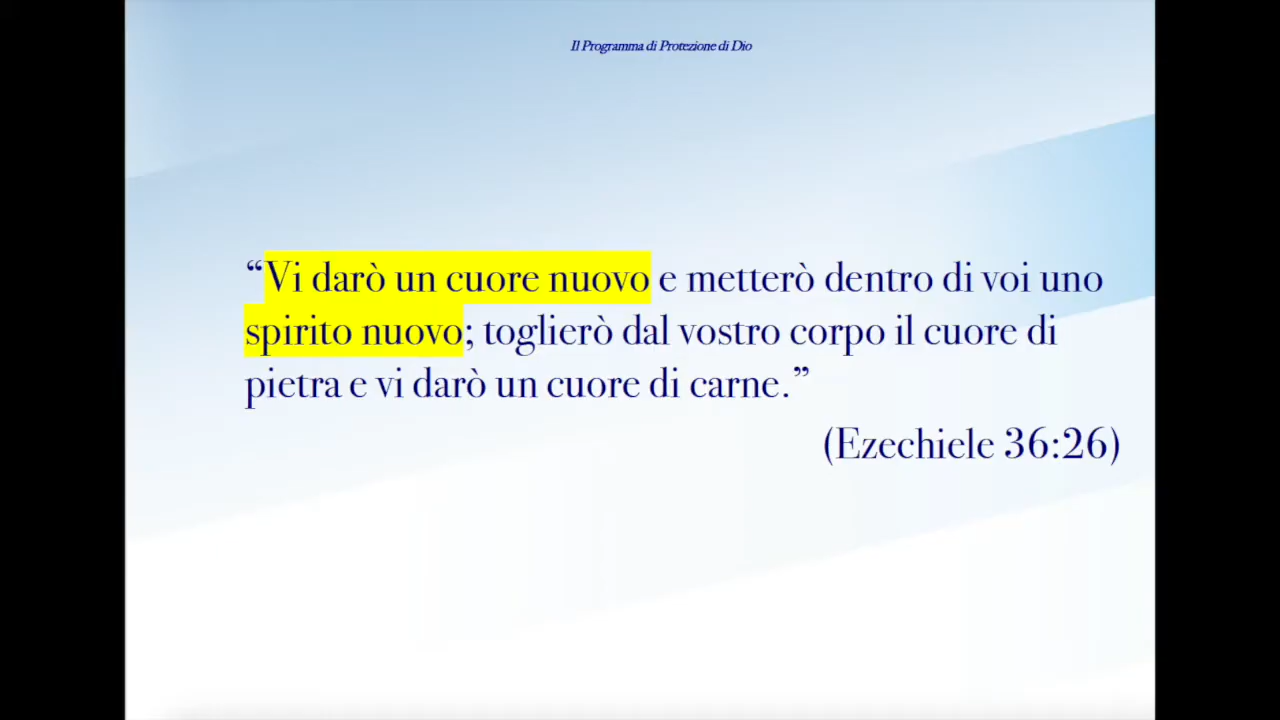 Il Programma di Protezione di Dio
“Vi darò un cuore nuovo e metterò dentro di voi uno
spirito nuovo; toglierò dal vostro corpo il cuore di
pietra e vi darò un cuore di carne.”
(Ezechiele 36:26)